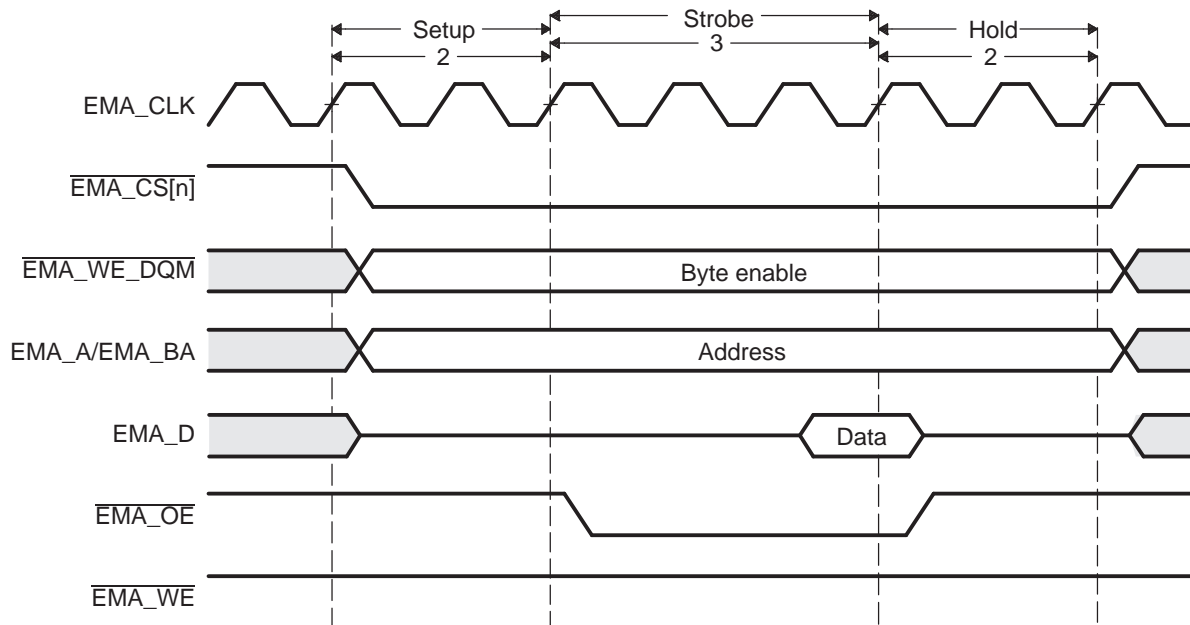 Setup
Strobe
Hold
2
3
2
EMA_CLK
EMA_CS[n]
EMA_WE_DQM
Byte enable
EMA_A/EMA_BA
Address
EMA_D
Data
EMA_OE
EMA_WE